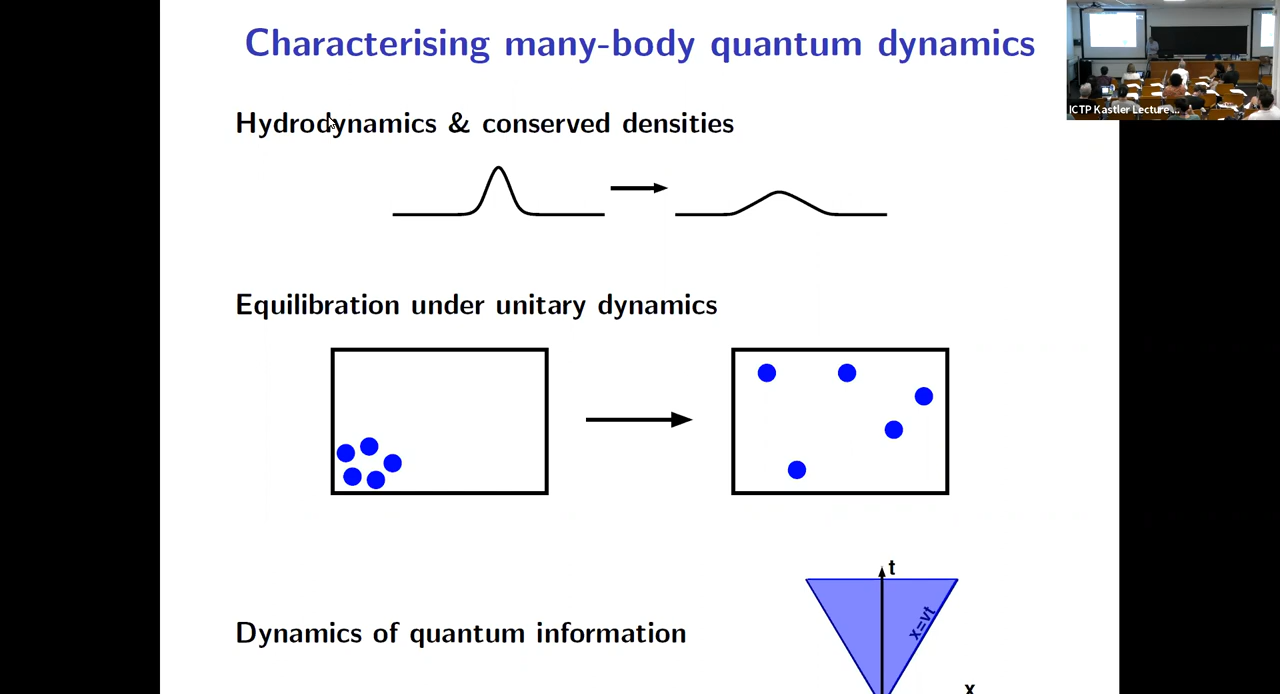 Characterising many-body quantum dynamics
ICTP Kastler Lecture ...
Hydrodynamics & conserved densities
Equilibration under unitary dynamics
t
x=vt
Dynamics of quantum information
x